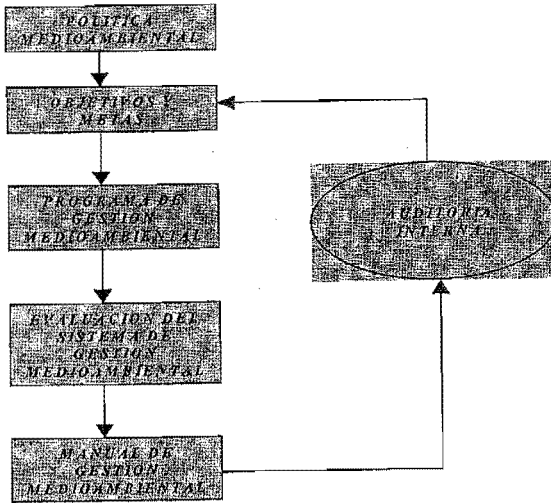 POLITICA
MEDIOAMBIENTAL
OBJETIVOS Y
METAS
PROGRAMA DE
GESTION
MEDIOAMBIENTAL
EVALUACION DEL
SISTEMA DE
GESTION
MEDIOAMBIENTAL
MANUAL DE
GESTION
MEDIOAMBIENTAL
AUDITORIA
INTERNA